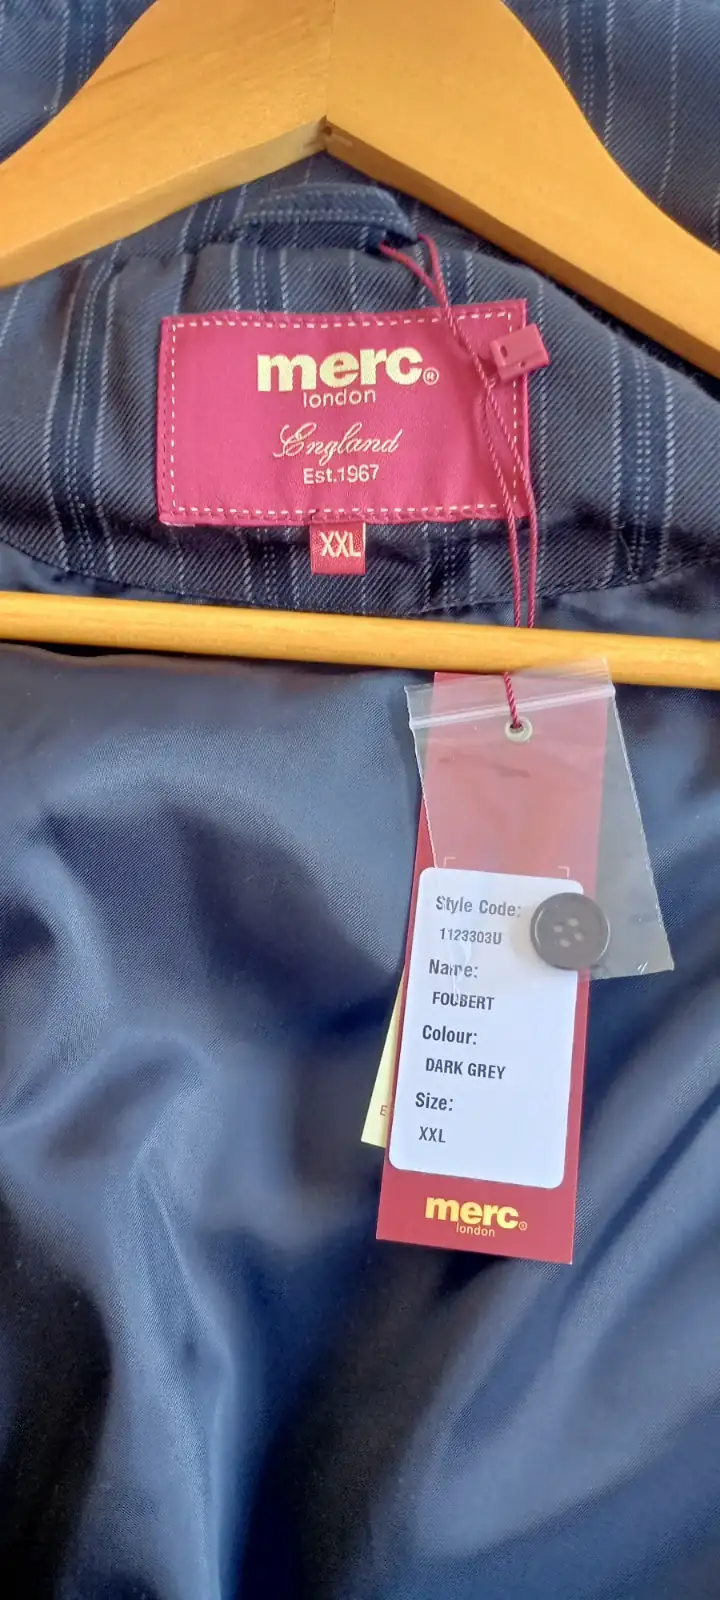 merc®
london
England
Est.1967
XXL
Style Code:
1123303U
Name:
FOUBERT
Colour:
DARK GREY
Size:
XXL
E
merc®
london